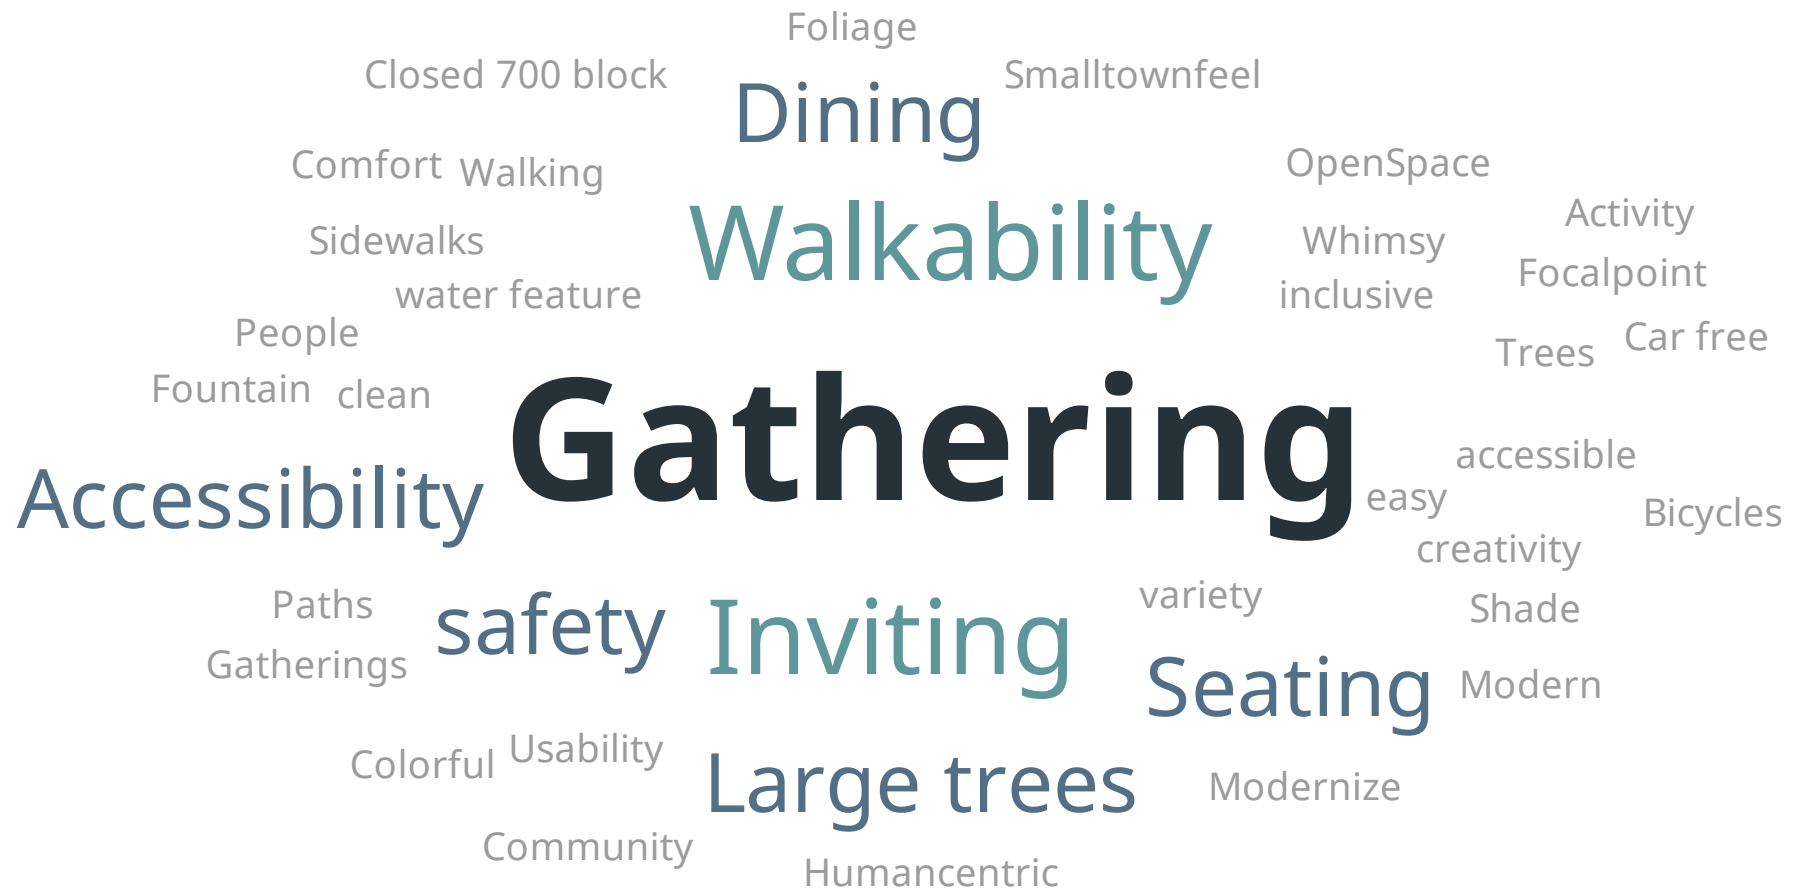 Foliage
Closed 700 block
Smalltownfeel
Dining
Comfort
Walking
OpenSpace
Activity
Sidewalks
Walkability
Whimsy
Focalpoint
water feature
inclusive
People
Trees
Car free
Fountain
clean
Gathering
accessible
Accessibility
easy
Bicycles
creativity
Paths
safety
Inviting
variety
Shade
Gatherings
Seating
Modern
Colorful
Usability
Large trees
Modernize
Community
Humancentric